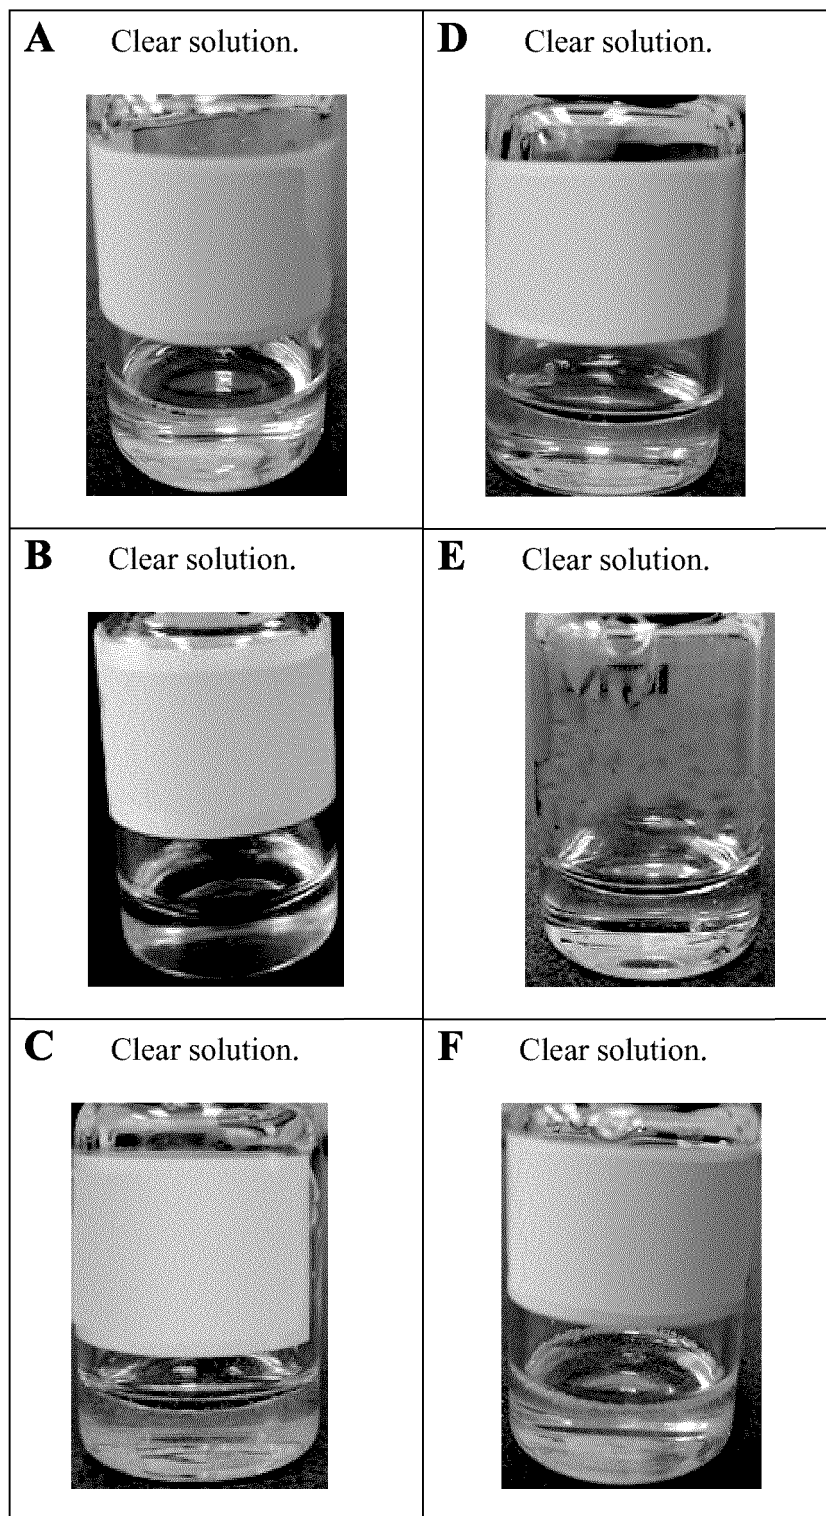 A Clear solution.
D Clear solution.
B Clear solution.
E Clear solution.
C Clear solution.
F Clear solution.